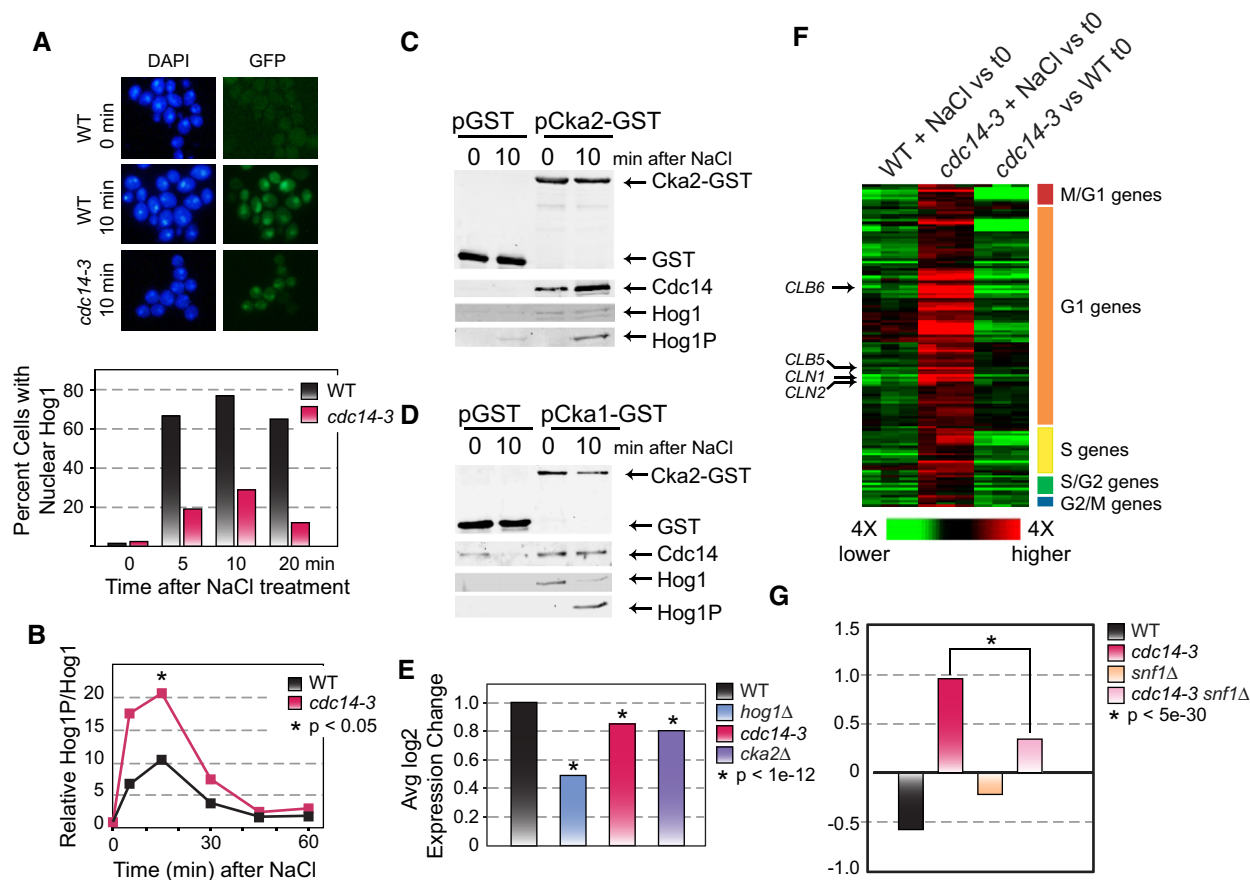 A
DAPI GFP
WT
0 min
WT
10 min
cdc14-3
10 min
Percent Cells with
Nuclear Hog1
80
60
40
20
WT
cdc14-3
0 5 10 20 min
Time after NaCl treatment
B
Relative Hog1P/Hog1
20
15
10
5
0
WT
cdc14-3
* p < 0.05
*
0 30 60
Time (min) after NaCl
C
pGST pCka2-GST
0 10 0 10 min after NaCl
Cka2-GST
GST
Cdc14
Hog1
Hog1P
D
pGST pCka1-GST
0 10 0 10 min after NaCl
Cka2-GST
GST
Cdc14
Hog1
Hog1P
E
Avg log2
Expression Change
1.0
0.8
0.6
0.4
0.2
0
* * *
WT
hog1Δ
cdc14-3
cka2Δ
* p < 1e-12
F
WT + NaCl vs t0
cdc14-3 + NaCl vs t0
cdc14-3 vs WT t0
CLB6
CLB5
CLN1
CLN2
M/G1 genes
G1 genes
S genes
S/G2 genes
G2/M genes
4X 4X
lower higher
G
1.5
1.0
0.5
0
-0.5
-1.0
*
WT
cdc14-3
snf1Δ
cdc14-3 snf1Δ
* p < 5e-30